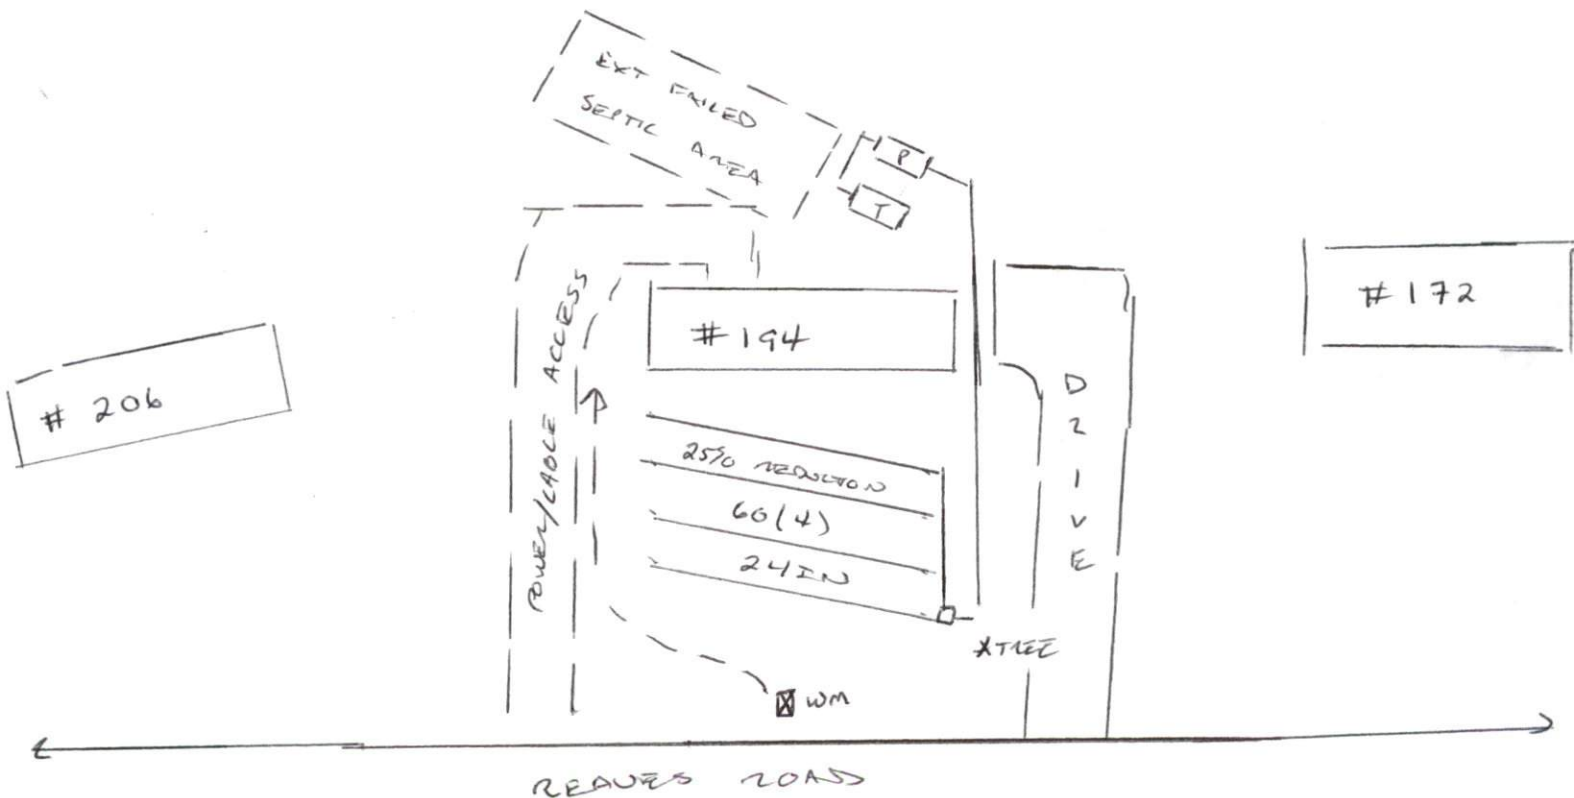 EXT FAILED
SEPTIC AREA
P
T
# 172
# 194
# 206
POWER/CABLE ACCESS
DRIVE
25% REDUCTION
60(4)
24IN
XTREE
WM
REAVES ROAD